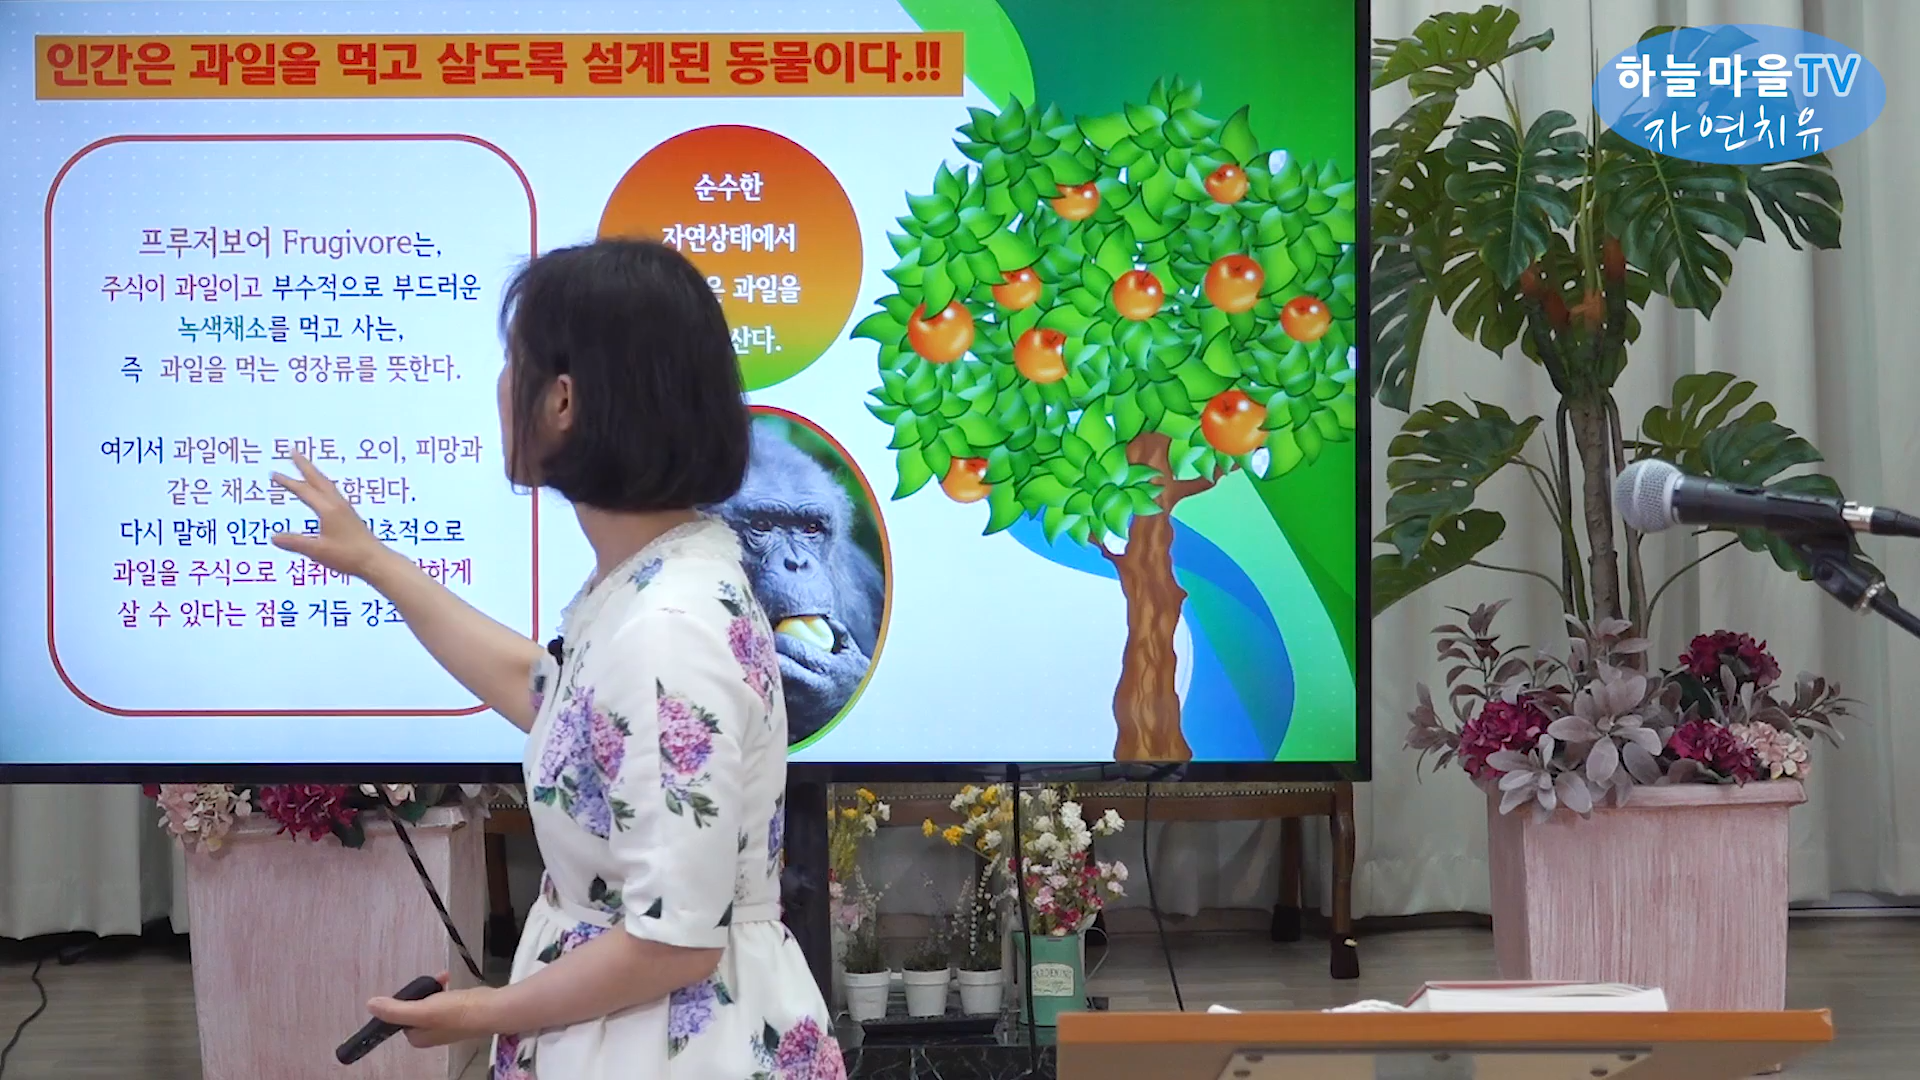 인간은 과일을 먹고 살도록 설계된 동물이다.!!
하늘마을TV
자연치유
프루저보어 Frugivore는,
주식이 과일이고 부수적으로 부드러운
녹색채소를 먹고 사는,
즉 과일을 먹는 영장류를 뜻한다.
여기서 과일에는 토마토, 오이, 피망과
같은 채소들도 포함된다.
다시 말해 인간의
과일을 주식으로 섭취해
살 수 있다는 점을 거듭 강조
순수한
자연상태에서
과일을
산다.
GARDENING